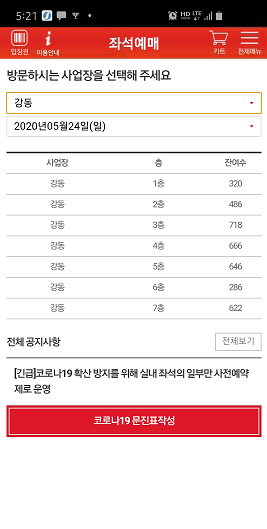 5:21
HD LTE
입장권
이용안내
좌석예매
카트
전체메뉴
방문하시는 사업장을 선택해 주세요
강동
2020년05월24일(일)
사업장 층 잔여수
강동 1층 320
강동 2층 486
강동 3층 718
강동 4층 666
강동 5층 646
강동 6층 286
강동 7층 622
전체 공지사항 전체보기
[긴급]코로나19 확산 방지를 위해 실내 좌석의 일부만 사전예약
제로 운영
코로나19 문진표작성